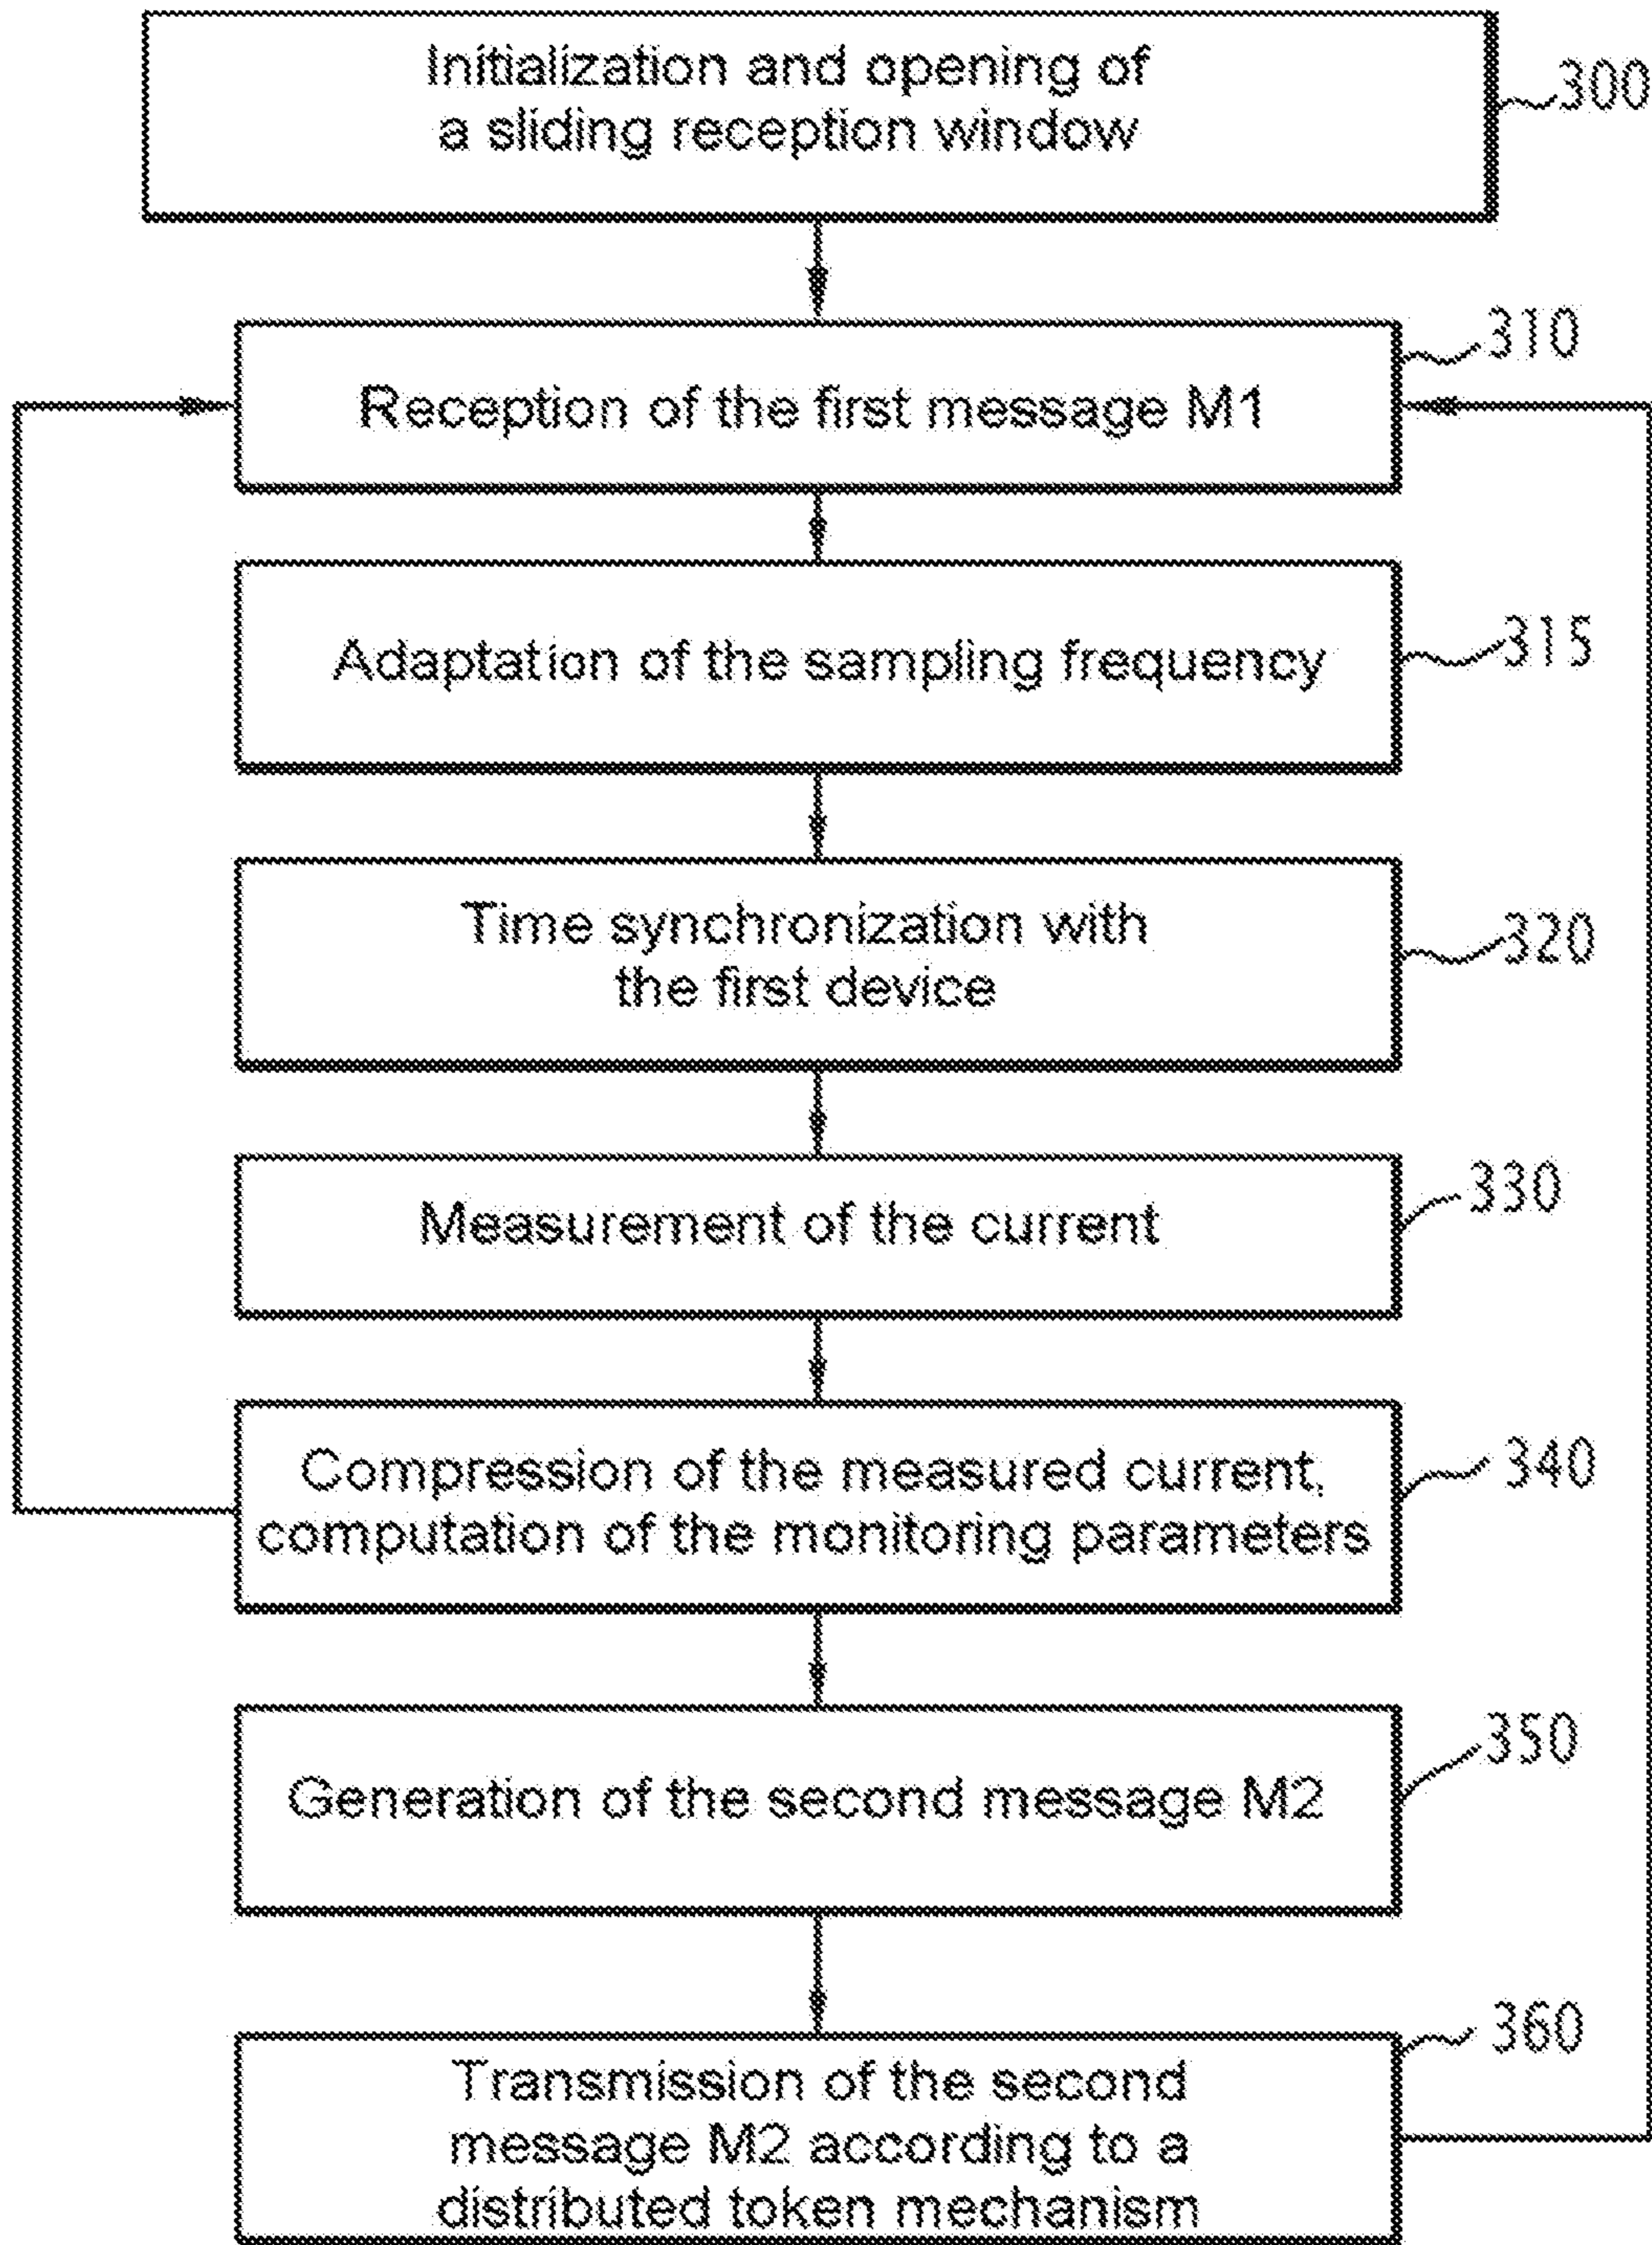 Initialization and opening of
a sliding reception window
300
Reception of the first message M1
310
Adaptation of the sampling frequency
315
Time synchronization with
the first device
320
Measurement of the current
330
Compression of the measured current,
computation of the monitoring parameters
340
Generation of the second message M2
350
Transmission of the second
message M2 according to a
distributed token mechanism
360